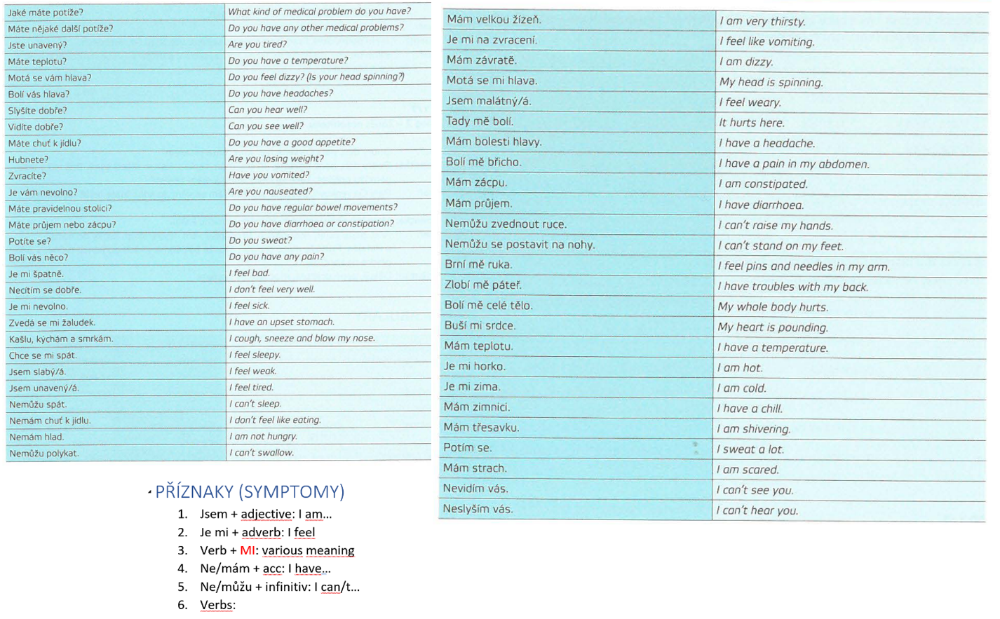 Jaké máte potíže? What kind of medical problem do you have?
Máte nějaké další potíže? Do you have any other medical problems?
Jste unavený? Are you tired?
Máte teplotu? Do you have a temperature?
Motá se vám hlava? Do you feel dizzy? (Is your head spinning?)
Bolí vás hlava? Do you have headaches?
Slyšíte dobře? Can you hear well?
Vidíte dobře? Can you see well?
Máte chuť k jídlu? Do you have a good appetite?
Hubnete? Are you losing weight?
Zvracíte? Have you vomited?
Je vám nevolno? Are you nauseated?
Máte pravidelnou stolici? Do you have regular bowel movements?
Máte průjem nebo zácpu? Do you have diarrhoea or constipation?
Potíte se? Do you sweat?
Bolí vás něco? Do you have any pain?
Je mi špatně. I feel bad.
Necítím se dobře. I don't feel very well.
Je mi nevolno. I feel sick.
Zvedá se mi žaludek. I have an upset stomach.
Kašlu, kýchám a smrkám. I cough, sneeze and blow my nose.
Chce se mi spát. I feel sleepy.
Jsem slabý/á. I feel weak.
Jsem unavený/á. I feel tired.
Nemůžu spát. I can't sleep.
Nemám chuť k jídlu. I don't feel like eating.
Nemám hlad. I am not hungry.
Nemůžu polykat. I can't swallow.
Mám velkou žízeň. I am very thirsty.
Je mi na zvracení. I feel like vomiting.
Mám závratě. I am dizzy.
Motá se mi hlava. My head is spinning.
Jsem malátný/á. I feel weary.
Tady mě bolí. It hurts here.
Mám bolesti hlavy. I have a headache.
Bolí mě břicho. I have a pain in my abdomen.
Mám zácpu. I am constipated.
Mám průjem. I have diarrhoea.
Nemůžu zvednout ruce. I can't raise my hands.
Nemůžu se postavit na nohy. I can't stand on my feet.
Brní mě ruka. I feel pins and needles in my arm.
Zlobí mě páteř. I have troubles with my back.
Bolí mě celé tělo. My whole body hurts.
Buší mi srdce. My heart is pounding.
Mám teplotu. I have a temperature.
Je mi horko. I am hot.
Je mi zima. I am cold.
Mám zimnici. I have a chill.
Mám třesavku. I am shivering.
Potím se. I sweat a lot.
Mám strach. I am scared.
Nevidím vás. I can't see you.
Neslyším vás. I can't hear you.
PŘÍZNAKY (SYMPTOMY)
1. Jsem + adjective: I am...
2. Je mi + adverb: I feel
3. Verb + MI: various meaning
4. Ne/mám + acc: I have...
5. Ne/můžu + infinitiv: I can/t...
6. Verbs: